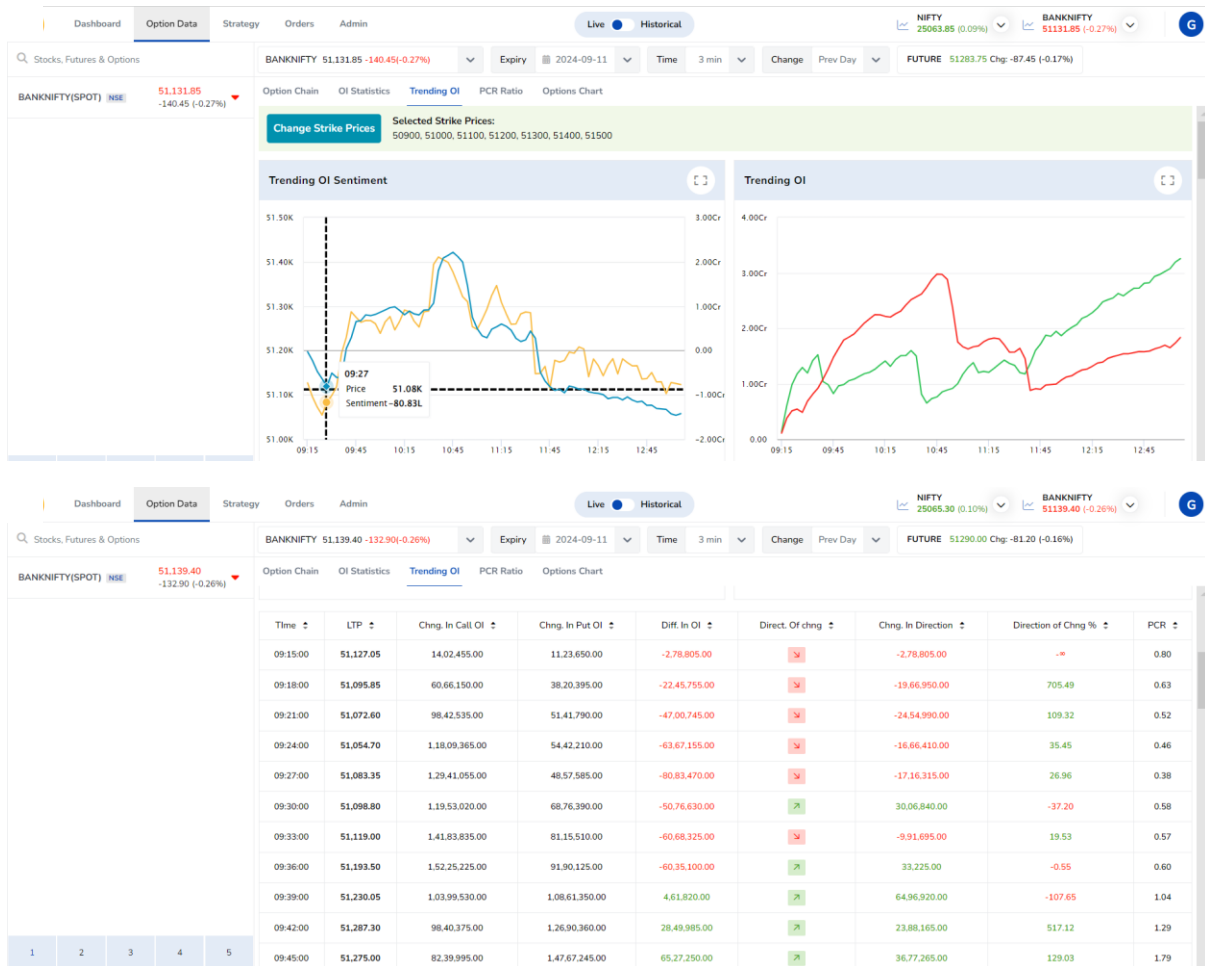 Dashboard Option Data Strategy Orders Admin Live Historical NIFTY 25063.85 (0.09%) BANKNIFTY 51131.85 (-0.27%) G
Stocks, Futures & Options BANKNIFTY 51,131.85 -140.45(-0.27%) Expiry 2024-09-11 Time 3 min Change Prev Day FUTURE 51283.75 Chg: -87.45 (-0.17%)
BANKNIFTY(SPOT) NSE 51,131.85 -140.45 (-0.27%)
Option Chain OI Statistics Trending OI PCR Ratio Options Chart
Change Strike Prices Selected Strike Prices:
50900, 51000, 51100, 51200, 51300, 51400, 51500
Trending OI Sentiment Trending OI
51.50K 3.00Cr 4.00Cr
51.40K 2.00Cr
3.00Cr
51.30K 1.00Cr
2.00Cr
51.20K 0.00
09:27
Price 51.08K
Sentiment -80.83L
1.00Cr
51.10K -1.00Cr
51.00K -2.00Cr 0.00
09:15 09:45 10:15 10:45 11:15 11:45 12:15 12:45 09:15 09:45 10:15 10:45 11:15 11:45 12:15 12:45
Dashboard Option Data Strategy Orders Admin Live Historical NIFTY 25065.30 (0.10%) BANKNIFTY 51139.40 (-0.26%) G
Stocks, Futures & Options BANKNIFTY 51,139.40 -132.90(-0.26%) Expiry 2024-09-11 Time 3 min Change Prev Day FUTURE 51290.00 Chg: -81.20 (-0.16%)
BANKNIFTY(SPOT) NSE 51,139.40 -132.90 (-0.26%)
Option Chain OI Statistics Trending OI PCR Ratio Options Chart
TIme LTP Chng. In Call OI Chng. In Put OI Diff. In OI Direct. Of chng Chng. In Direction Direction of Chng % PCR
09:15:00 51,127.05 14,02,455.00 11,23,650.00 -2,78,805.00 -2,78,805.00 -∞ 0.80
09:18:00 51,095.85 60,66,150.00 38,20,395.00 -22,45,755.00 -19,66,950.00 705.49 0.63
09:21:00 51,072.60 98,42,535.00 51,41,790.00 -47,00,745.00 -24,54,990.00 109.32 0.52
09:24:00 51,054.70 1,18,09,365.00 54,42,210.00 -63,67,155.00 -16,66,410.00 35.45 0.46
09:27:00 51,083.35 1,29,41,055.00 48,57,585.00 -80,83,470.00 -17,16,315.00 26.96 0.38
09:30:00 51,098.80 1,19,53,020.00 68,76,390.00 -50,76,630.00 30,06,840.00 -37.20 0.58
09:33:00 51,119.00 1,41,83,835.00 81,15,510.00 -60,68,325.00 -9,91,695.00 19.53 0.57
09:36:00 51,193.50 1,52,25,225.00 91,90,125.00 -60,35,100.00 33,225.00 -0.55 0.60
09:39:00 51,230.05 1,03,99,530.00 1,08,61,350.00 4,61,820.00 64,96,920.00 -107.65 1.04
09:42:00 51,287.30 98,40,375.00 1,26,90,360.00 28,49,985.00 23,88,165.00 517.12 1.29
09:45:00 51,275.00 82,39,995.00 1,47,67,245.00 65,27,250.00 36,77,265.00 129.03 1.79
1 2 3 4 5